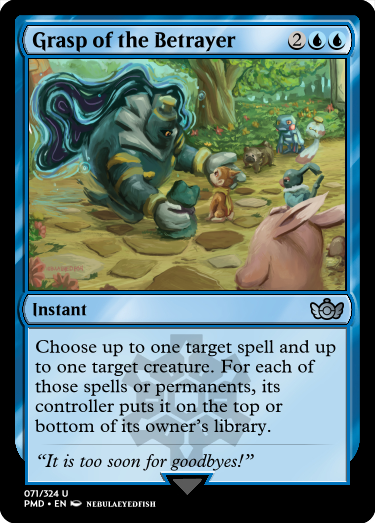 Grasp of the Betrayer 2
Instant
Choose up to one target spell and up
to one target creature. For each of
those spells or permanents, its
controller puts it on the top or
bottom of its owner's library.
“It is too soon for goodbyes!”
071/324 U
PMD • EN NEBULAEYEDFISH